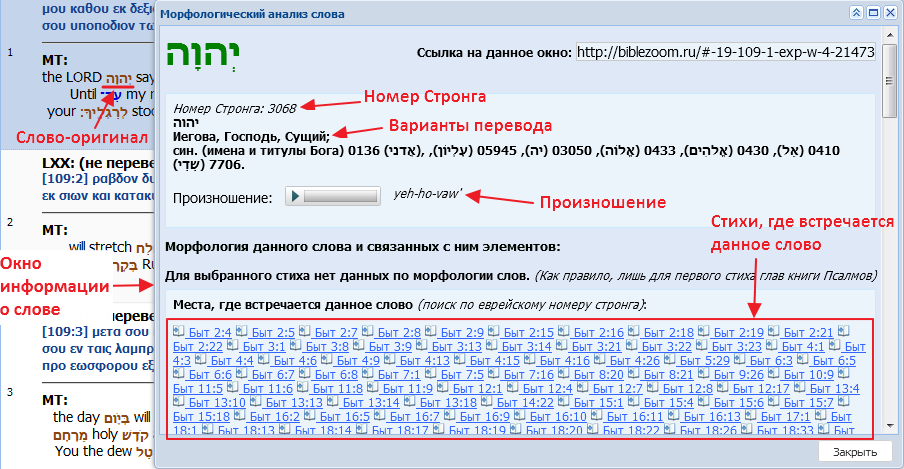 μου καθου εκ δεξι
σου υποποδιον τω
1
MT:
the LORD יְהוָה say
Until עַד my
your לְרַגְלֶיךָ׃ stoo
Слово-оригинал
LXX: (не переве
[109:2] ραβδον δυ
εκ σιων και κατακυ
2
MT:
will stretch
Окно
информации
о слове
переве
[109:3] μετα σου
σου εν ταις λαμπρ
προ εωσφορου εξ
3
MT:
the day בְּיֹום will
מֵרֶחֶם holy קֹדֶשׁ
You the dew טַל
Морфологический анализ слова
יְהוָה
Ссылка на данное окно: http://biblezoom.ru/#-19-109-1-exp-w-4-21473
Номер Стронга: 3068
Номер Стронга
יהוה
Иегова, Господь, Сущий;
Варианты перевода
син. (имена и титулы Бога) 0136 (אֲדֹני), ‚(עֶלְיוֹן) 05945 ,(יה) 03050 ,(אֱלוֹהַ) 0433 ,(אֱלֹהִים) 0430 ,(אֵל) 0410
(שַׁדַּי) 7706.
Произношение:
yeh-ho-vaw'
Произношение
Стихи, где встречается
данное слово
Морфология данного слова и связанных с ним элементов:
Для выбранного стиха нет данных по морфологии слов. (Как правило, лишь для первого стиха глав книги Псалмов)
Места, где встречается данное слово (поиск по еврейскому номеру стронга):
Быт 2:4 Быт 2:5 Быт 2:7 Быт 2:8 Быт 2:9 Быт 2:15 Быт 2:16 Быт 2:18 Быт 2:19 Быт 2:21
Быт 2:22 Быт 3:1 Быт 3:8 Быт 3:9 Быт 3:13 Быт 3:14 Быт 3:21 Быт 3:22 Быт 3:23 Быт 4:1 Быт
4:3 Быт 4:4 Быт 4:6 Быт 4:9 Быт 4:13 Быт 4:15 Быт 4:16 Быт 4:26 Быт 5:29 Быт 6:3 Быт 6:5
Быт 6:6 Быт 6:7 Быт 6:8 Быт 7:1 Быт 7:5 Быт 7:16 Быт 8:20 Быт 8:21 Быт 9:26 Быт 10:9
Быт 11:5 Быт 11:6 Быт 11:8 Быт 11:9 Быт 12:1 Быт 12:4 Быт 12:7 Быт 12:8 Быт 12:17 Быт 13:4
Быт 13:10 Быт 13:13 Быт 13:14 Быт 13:18 Быт 14:22 Быт 15:1 Быт 15:4 Быт 15:6 Быт 15:7
Быт 15:18 Быт 16:2 Быт 16:5 Быт 16:7 Быт 16:9 Быт 16:10 Быт 16:11 Быт 16:13 Быт 17:1 Быт
18:1 Быт 18:13 Быт 18:14 Быт 18:17 Быт 18:19 Быт 18:20 Быт 18:22 Быт 18:26 Быт 18:33 Быт
Закрыть